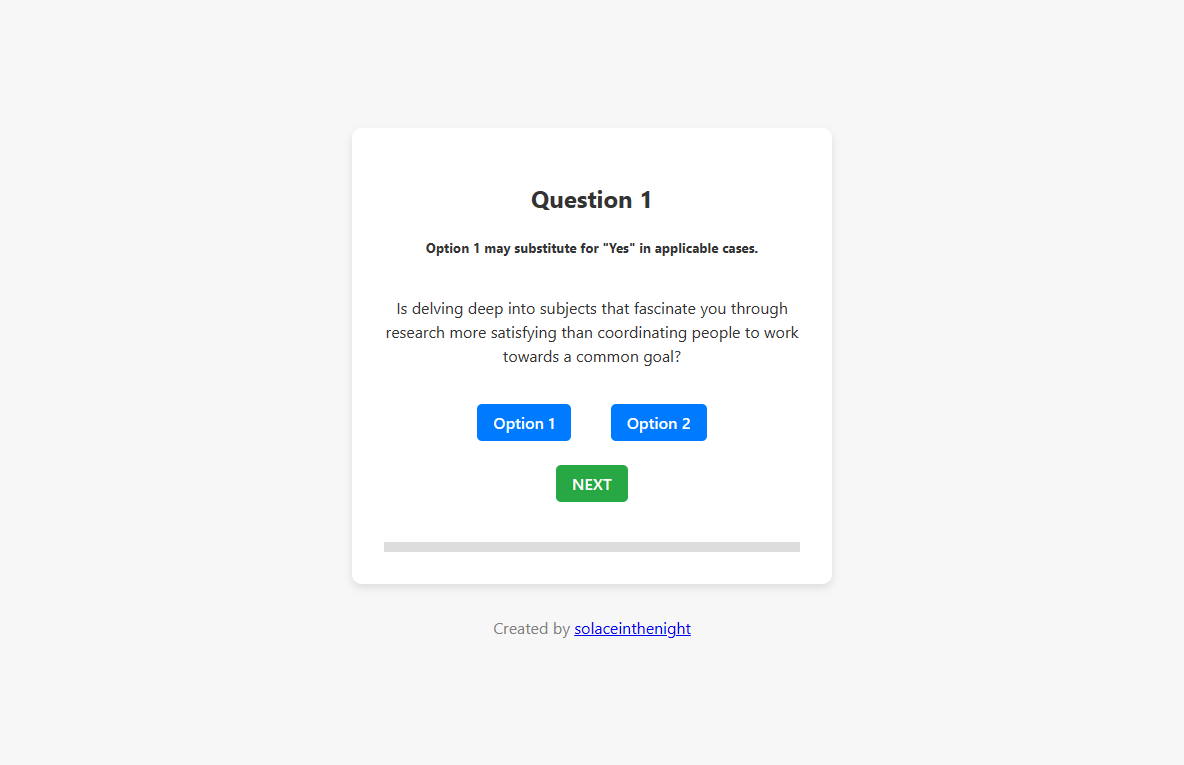 Question 1
Option 1 may substitute for "Yes" in applicable cases.
Is delving deep into subjects that fascinate you through
research more satisfying than coordinating people to work
towards a common goal?
Option 1
Option 2
NEXT
Created by solaceinthenight